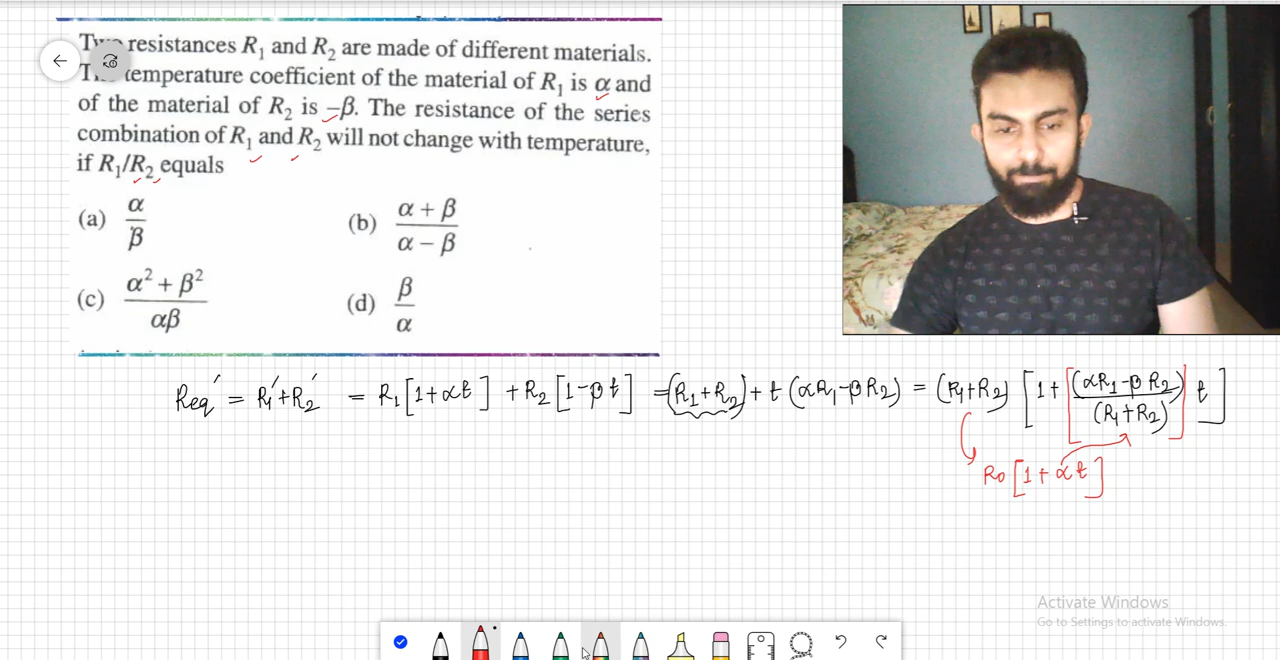 Two resistances R₁ and R₂ are made of different materials.
The temperature coefficient of the material of R₁ is α and
of the material of R₂ is –β. The resistance of the series
combination of R₁ and R₂ will not change with temperature,
if R₁/R₂ equals
(a) α/β
(b) (α + β)/(α – β)
(c) (α² + β²)/(αβ)
(d) β/α
Req′ = R₁′+R₂′ = R₁[1+αt] + R₂[1-βt] = (R₁+R₂) + t(αR₁-βR₂) = (R₁+R₂)[1+ (αR₁-βR₂)/(R₁+R₂) t]
R₀[1+αt]
Activate Windows
Go to Settings to activate Windows.